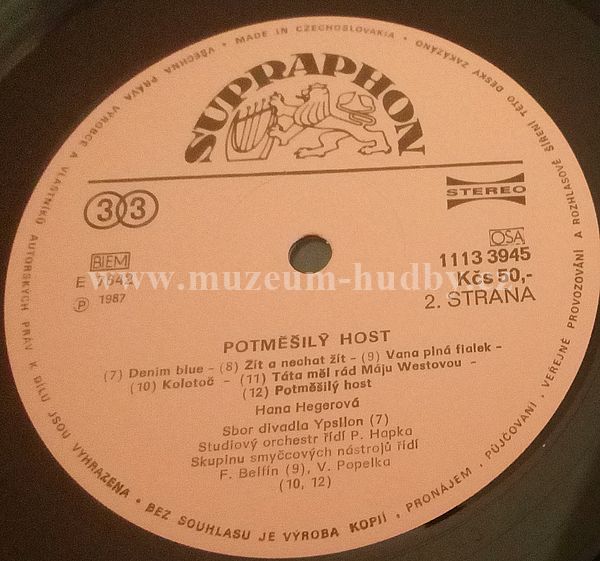 VŠECHNA PRÁVA VÝROBCE A VLASTNÍKŮ AUTORSKÝCH PRÁV K DÍLU JSOU VYHRAZENA • BEZ SOUHLASU JE VÝROBA KOPIÍ, PRONÁJEM, PŮJČOVÁNÍ, VEŘEJNÉ PROVOZOVÁNÍ A ROZHLASOVÉ ŠÍŘENÍ TÉTO DESKY ZAKÁZÁNO • MADE IN CZECHOSLOVAKIA •
SUPRAPHON
33
STEREO
BIEM
OSA
E 7642
1113 3945
℗ 1987
Kčs 50,-
2. STRANA
www.muzeum-hudby.cz
POTMĚŠILÝ HOST
(7) Denim blue - (8) Žít a nechat žít - (9) Vana plná fialek -
(10) Kolotoč - (11) Táta měl rád Máju Westovou -
(12) Potměšilý host
Hana Hegerová
Sbor divadla Ypsilon (7)
Studiový orchestr řídí P. Hapka
Skupinu smyčcových nástrojů řídí
F. Belfín (9), V. Popelka
(10, 12)